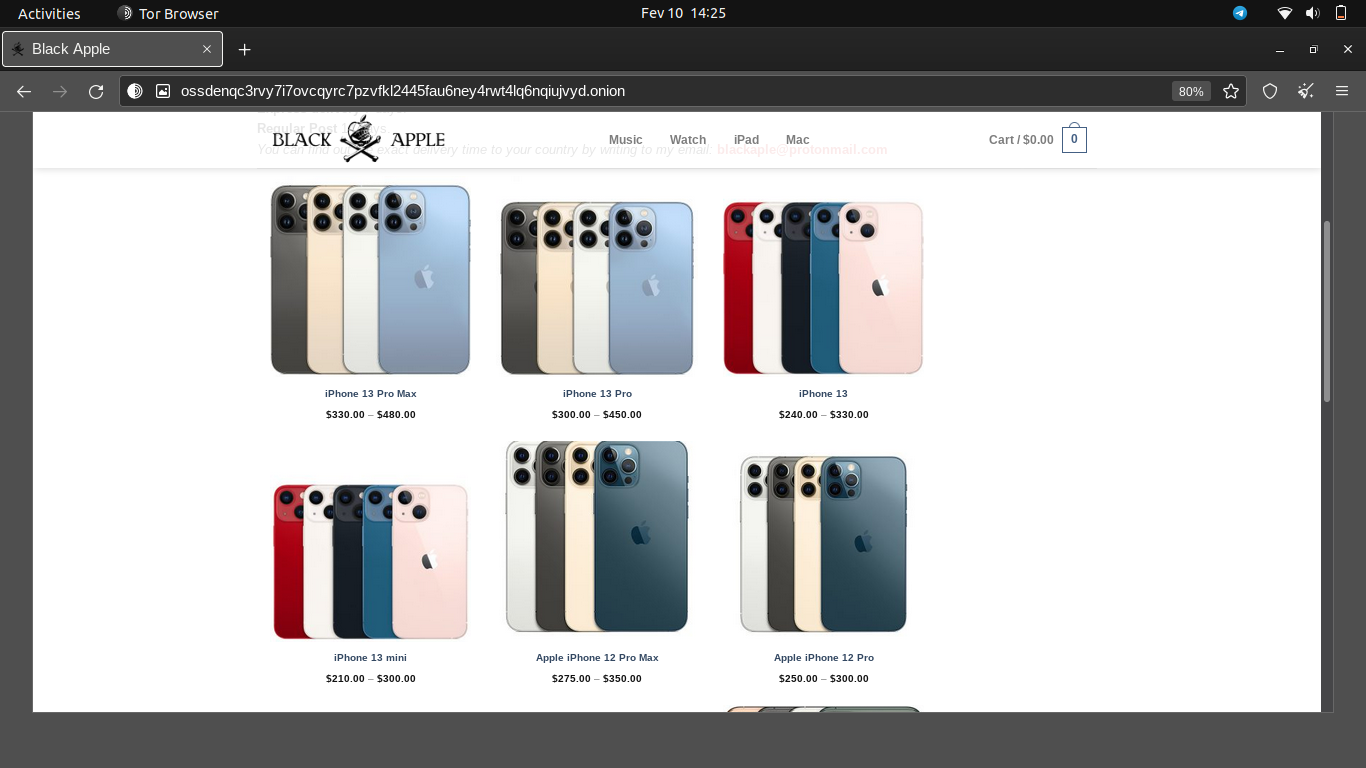 Activities
Tor Browser
Fev 10 14:25
Black Apple
ossdenqc3rvy7i7ovcqyrc7pzvfkl2445fau6ney4rwt4lq6nqiujvyd.onion
80%
Regular Post
You can find out exact delivery time to your country by writing to my email: blackaple@protonmail.com
BLACK APPLE
Music
Watch
iPad
Mac
Cart / $0.00
0
iPhone 13 Pro Max
$330.00 – $480.00
iPhone 13 Pro
$300.00 – $450.00
iPhone 13
$240.00 – $330.00
iPhone 13 mini
$210.00 – $300.00
Apple iPhone 12 Pro Max
$275.00 – $350.00
Apple iPhone 12 Pro
$250.00 – $300.00